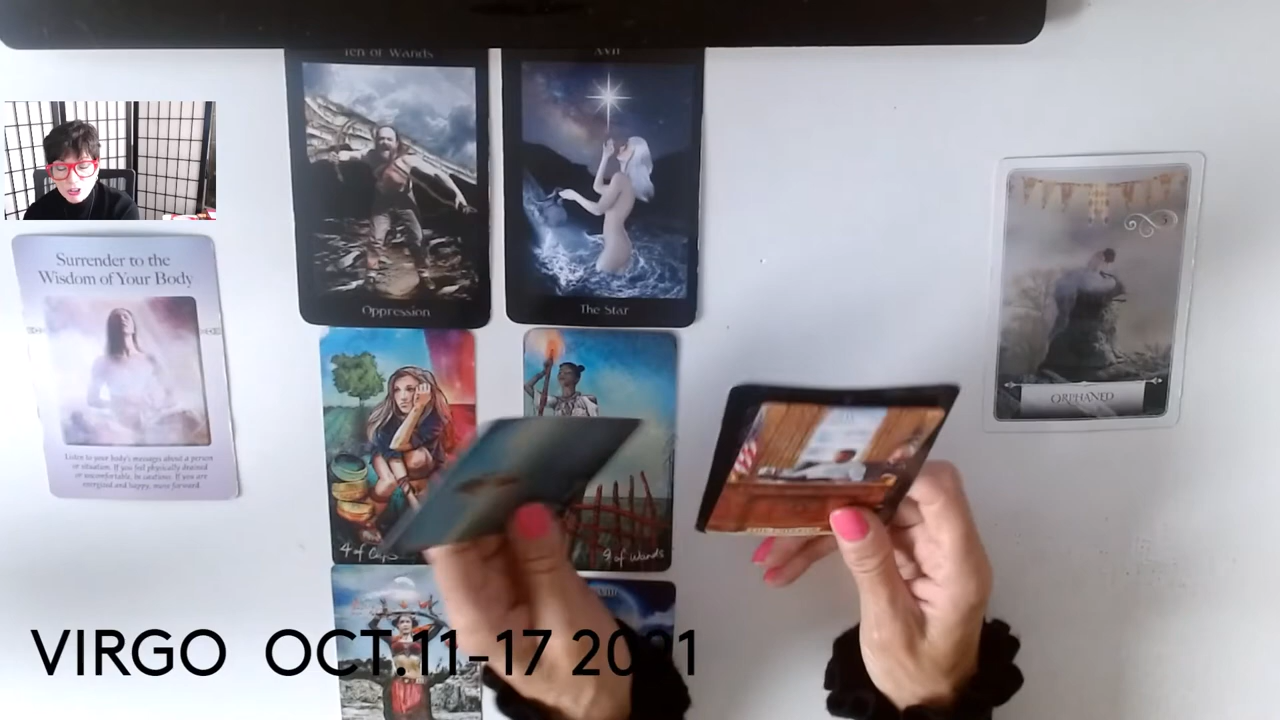 Ten of Wands
XVII
Oppression
The Star
Surrender to the
Wisdom of Your Body
Listen to your body's messages about a person
or situation. If you feel physically drained
or uncomfortable, be cautious. If you are
energized and happy, move forward.
ORPHANED
4 of Cups
9 of Wands
VIII
VIRGO OCT.11-17 2021